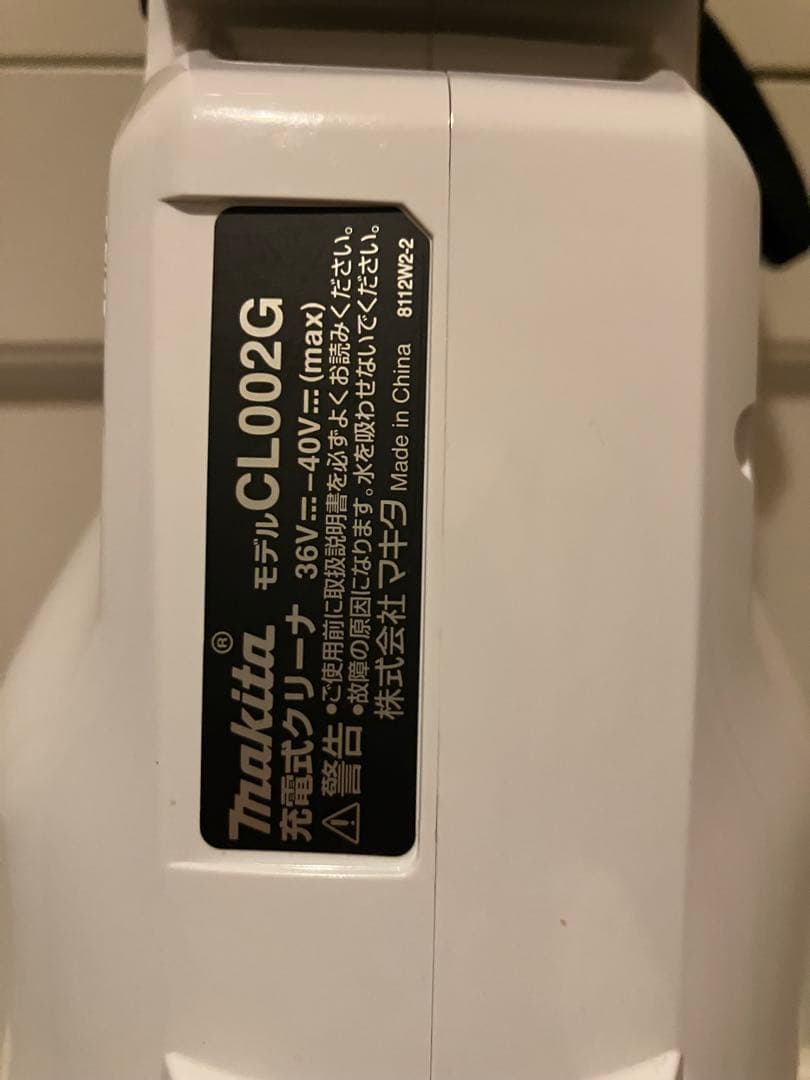 makita® モデルCL002G
充電式クリーナ 36V⎓–40V⎓(max)
⚠警告 •ご使用前に取扱説明書を必ずよくお読みください。
•故障の原因になります。水を吸わせないでください。
株式会社マキタ Made in China 8112W2-2